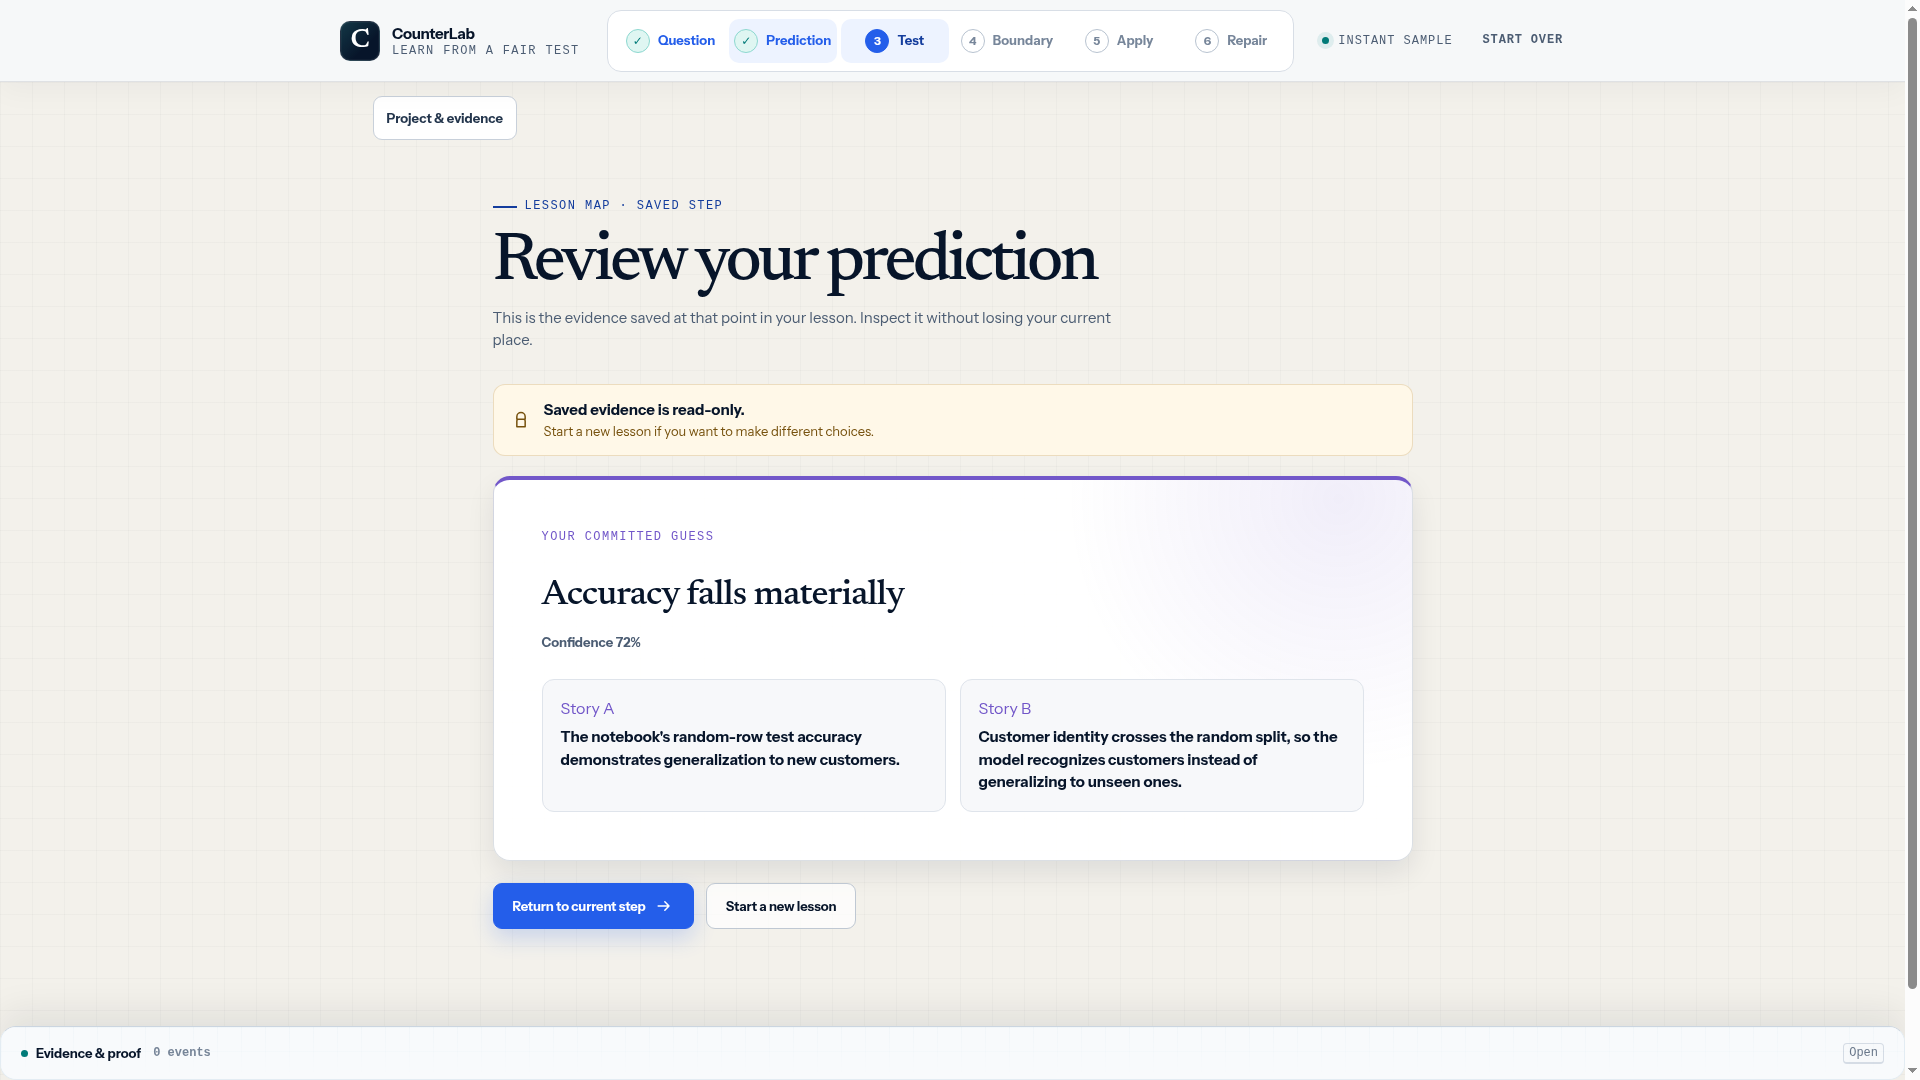 C
CounterLab
LEARN FROM A FAIR TEST
✓ Question
✓ Prediction
3 Test
4 Boundary
5 Apply
6 Repair
INSTANT SAMPLE
START OVER
Project & evidence
LESSON MAP · SAVED STEP
Review your prediction
This is the evidence saved at that point in your lesson. Inspect it without losing your current
place.
Saved evidence is read-only.
Start a new lesson if you want to make different choices.
YOUR COMMITTED GUESS
Accuracy falls materially
Confidence 72%
Story A
The notebook's random-row test accuracy
demonstrates generalization to new customers.
Story B
Customer identity crosses the random split, so the
model recognizes customers instead of
generalizing to unseen ones.
Return to current step →
Start a new lesson
Evidence & proof 0 events
Open